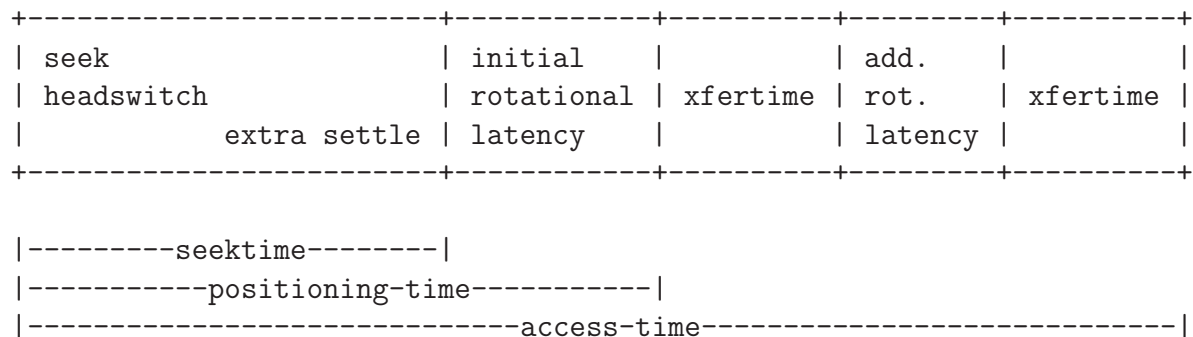 +-------------------------+------------+----------+---------+----------+
| seek                    | initial    |          | add.    |          |
| headswitch              | rotational | xfertime | rot.    | xfertime |
|            extra settle | latency    |          | latency |          |
+-------------------------+------------+----------+---------+----------+
|---------seektime--------|
|-----------positioning-time-----------|
|------------------------------access-time-----------------------------|